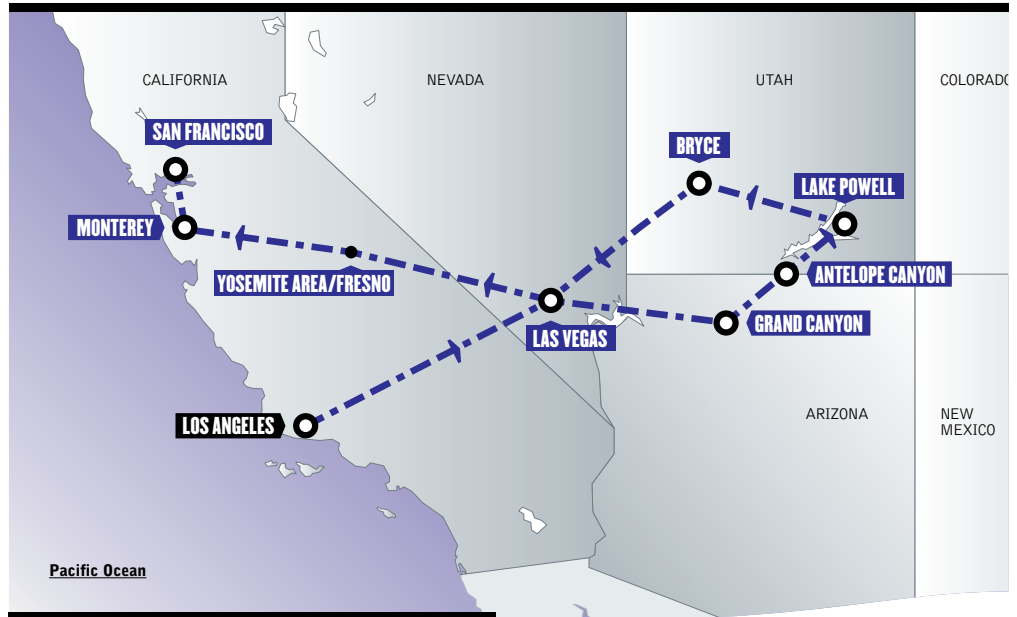 CALIFORNIA
NEVADA
UTAH
COLORADO
SAN FRANCISCO
BRYCE
LAKE POWELL
MONTEREY
YOSEMITE AREA/FRESNO
ANTELOPE CANYON
LAS VEGAS
GRAND CANYON
LOS ANGELES
ARIZONA
NEW
MEXICO
Pacific Ocean